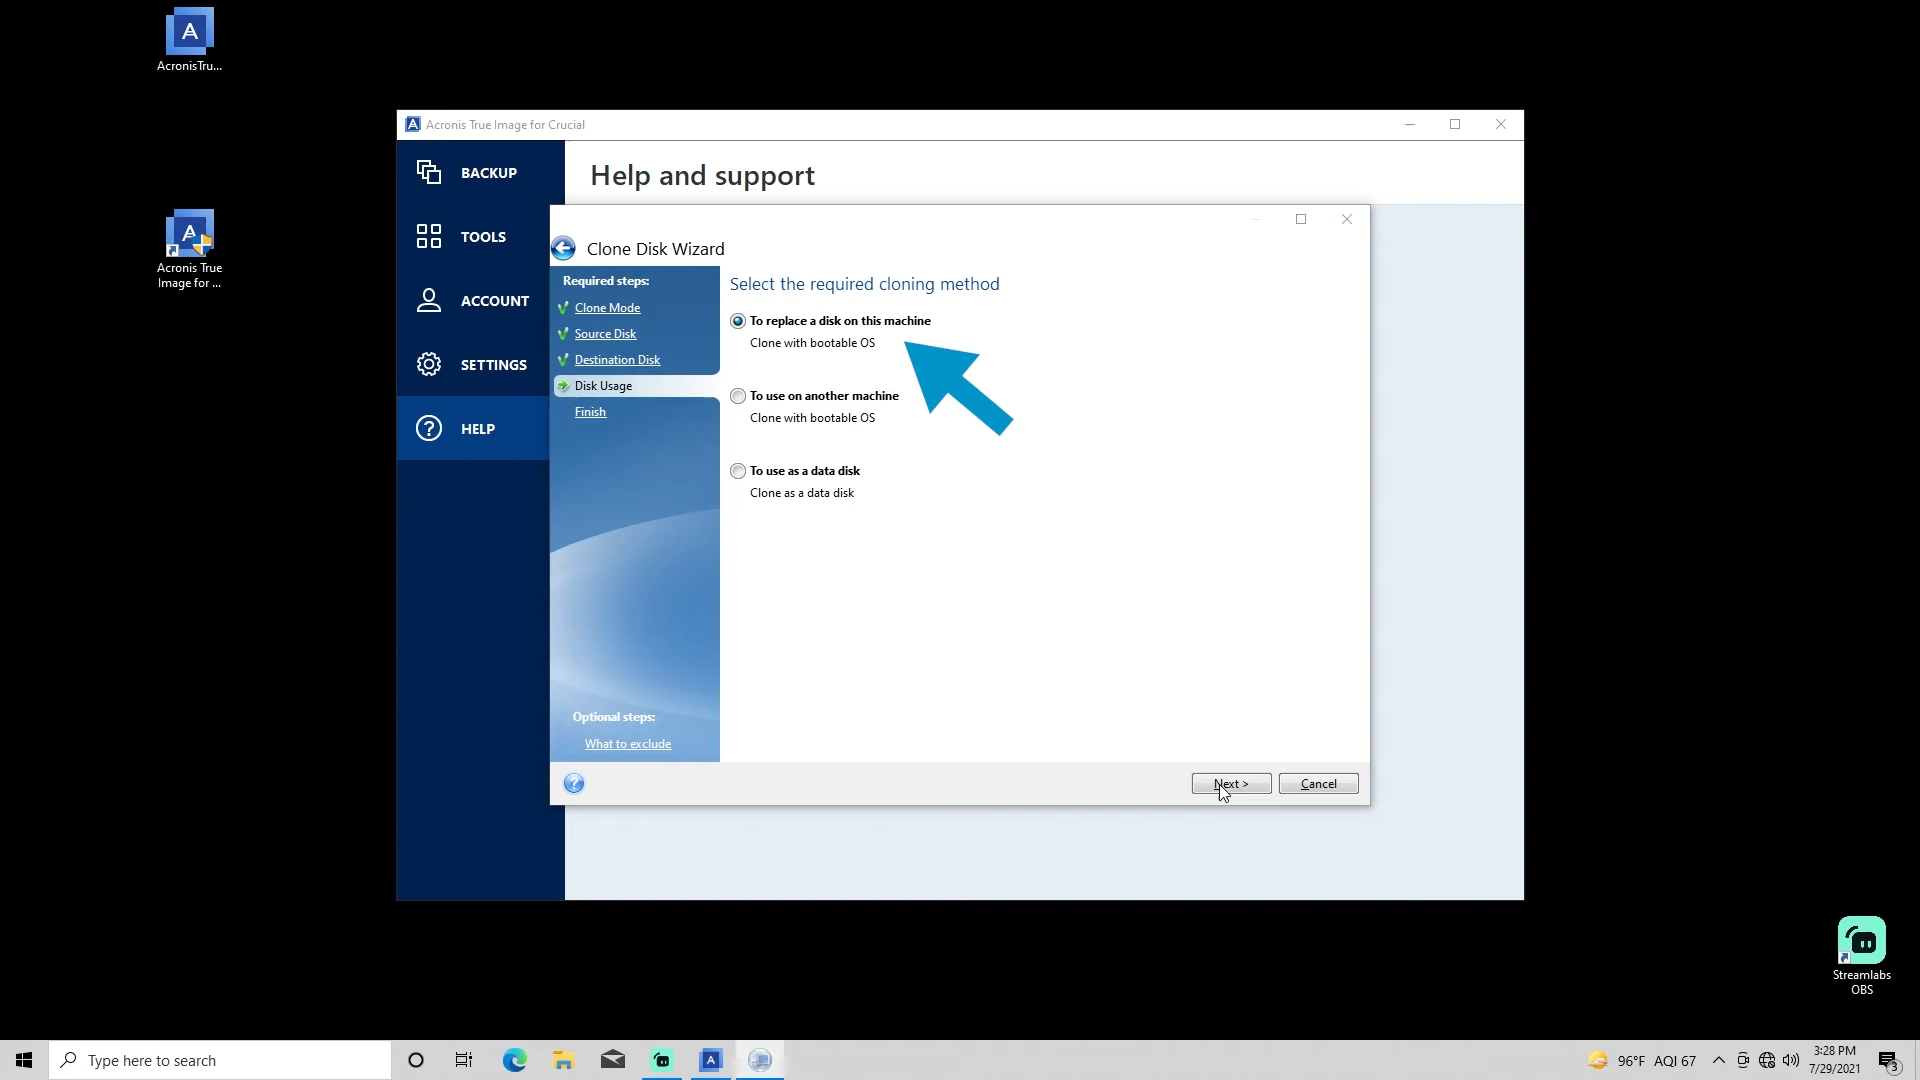 AcronisTru...
Acronis True
Image for ...
Acronis True Image for Crucial
BACKUP
TOOLS
ACCOUNT
SETTINGS
HELP
Help and support
Clone Disk Wizard
Required steps:
Clone Mode
Source Disk
Destination Disk
Disk Usage
Finish
Optional steps:
What to exclude
Select the required cloning method
To replace a disk on this machine
Clone with bootable OS
To use on another machine
Clone with bootable OS
To use as a data disk
Clone as a data disk
Next >
Cancel
Streamlabs
OBS
Type here to search
96°F AQI 67
3:28 PM
7/29/2021
3